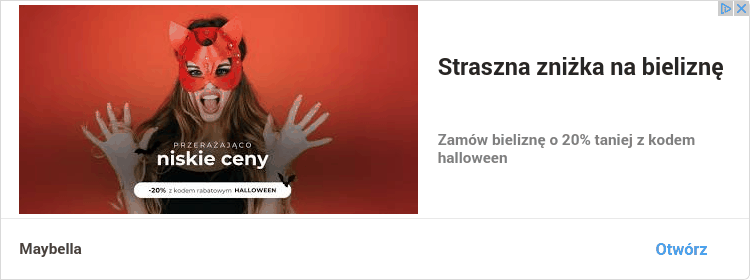 PRZERAŻAJĄCO
niskie ceny
-20% z kodem rabatowym HALLOWEEN
Straszna zniżka na bieliznę
Zamów bieliznę o 20% taniej z kodem
halloween
Maybella
Otwórz